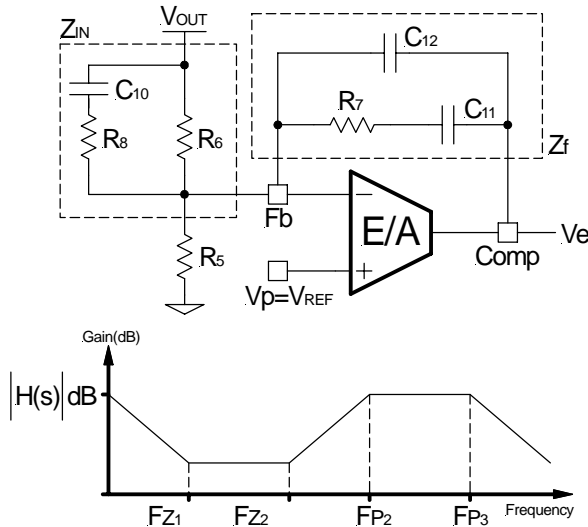 VOUT
ZIN
C10
R8
R6
C12
R7
C11
Zf
Fb
E/A
Ve
Comp
R5
Vp=VREF
Gain(dB)
|H(s)|dB
FZ1
FZ2
FP2
FP3
Frequency